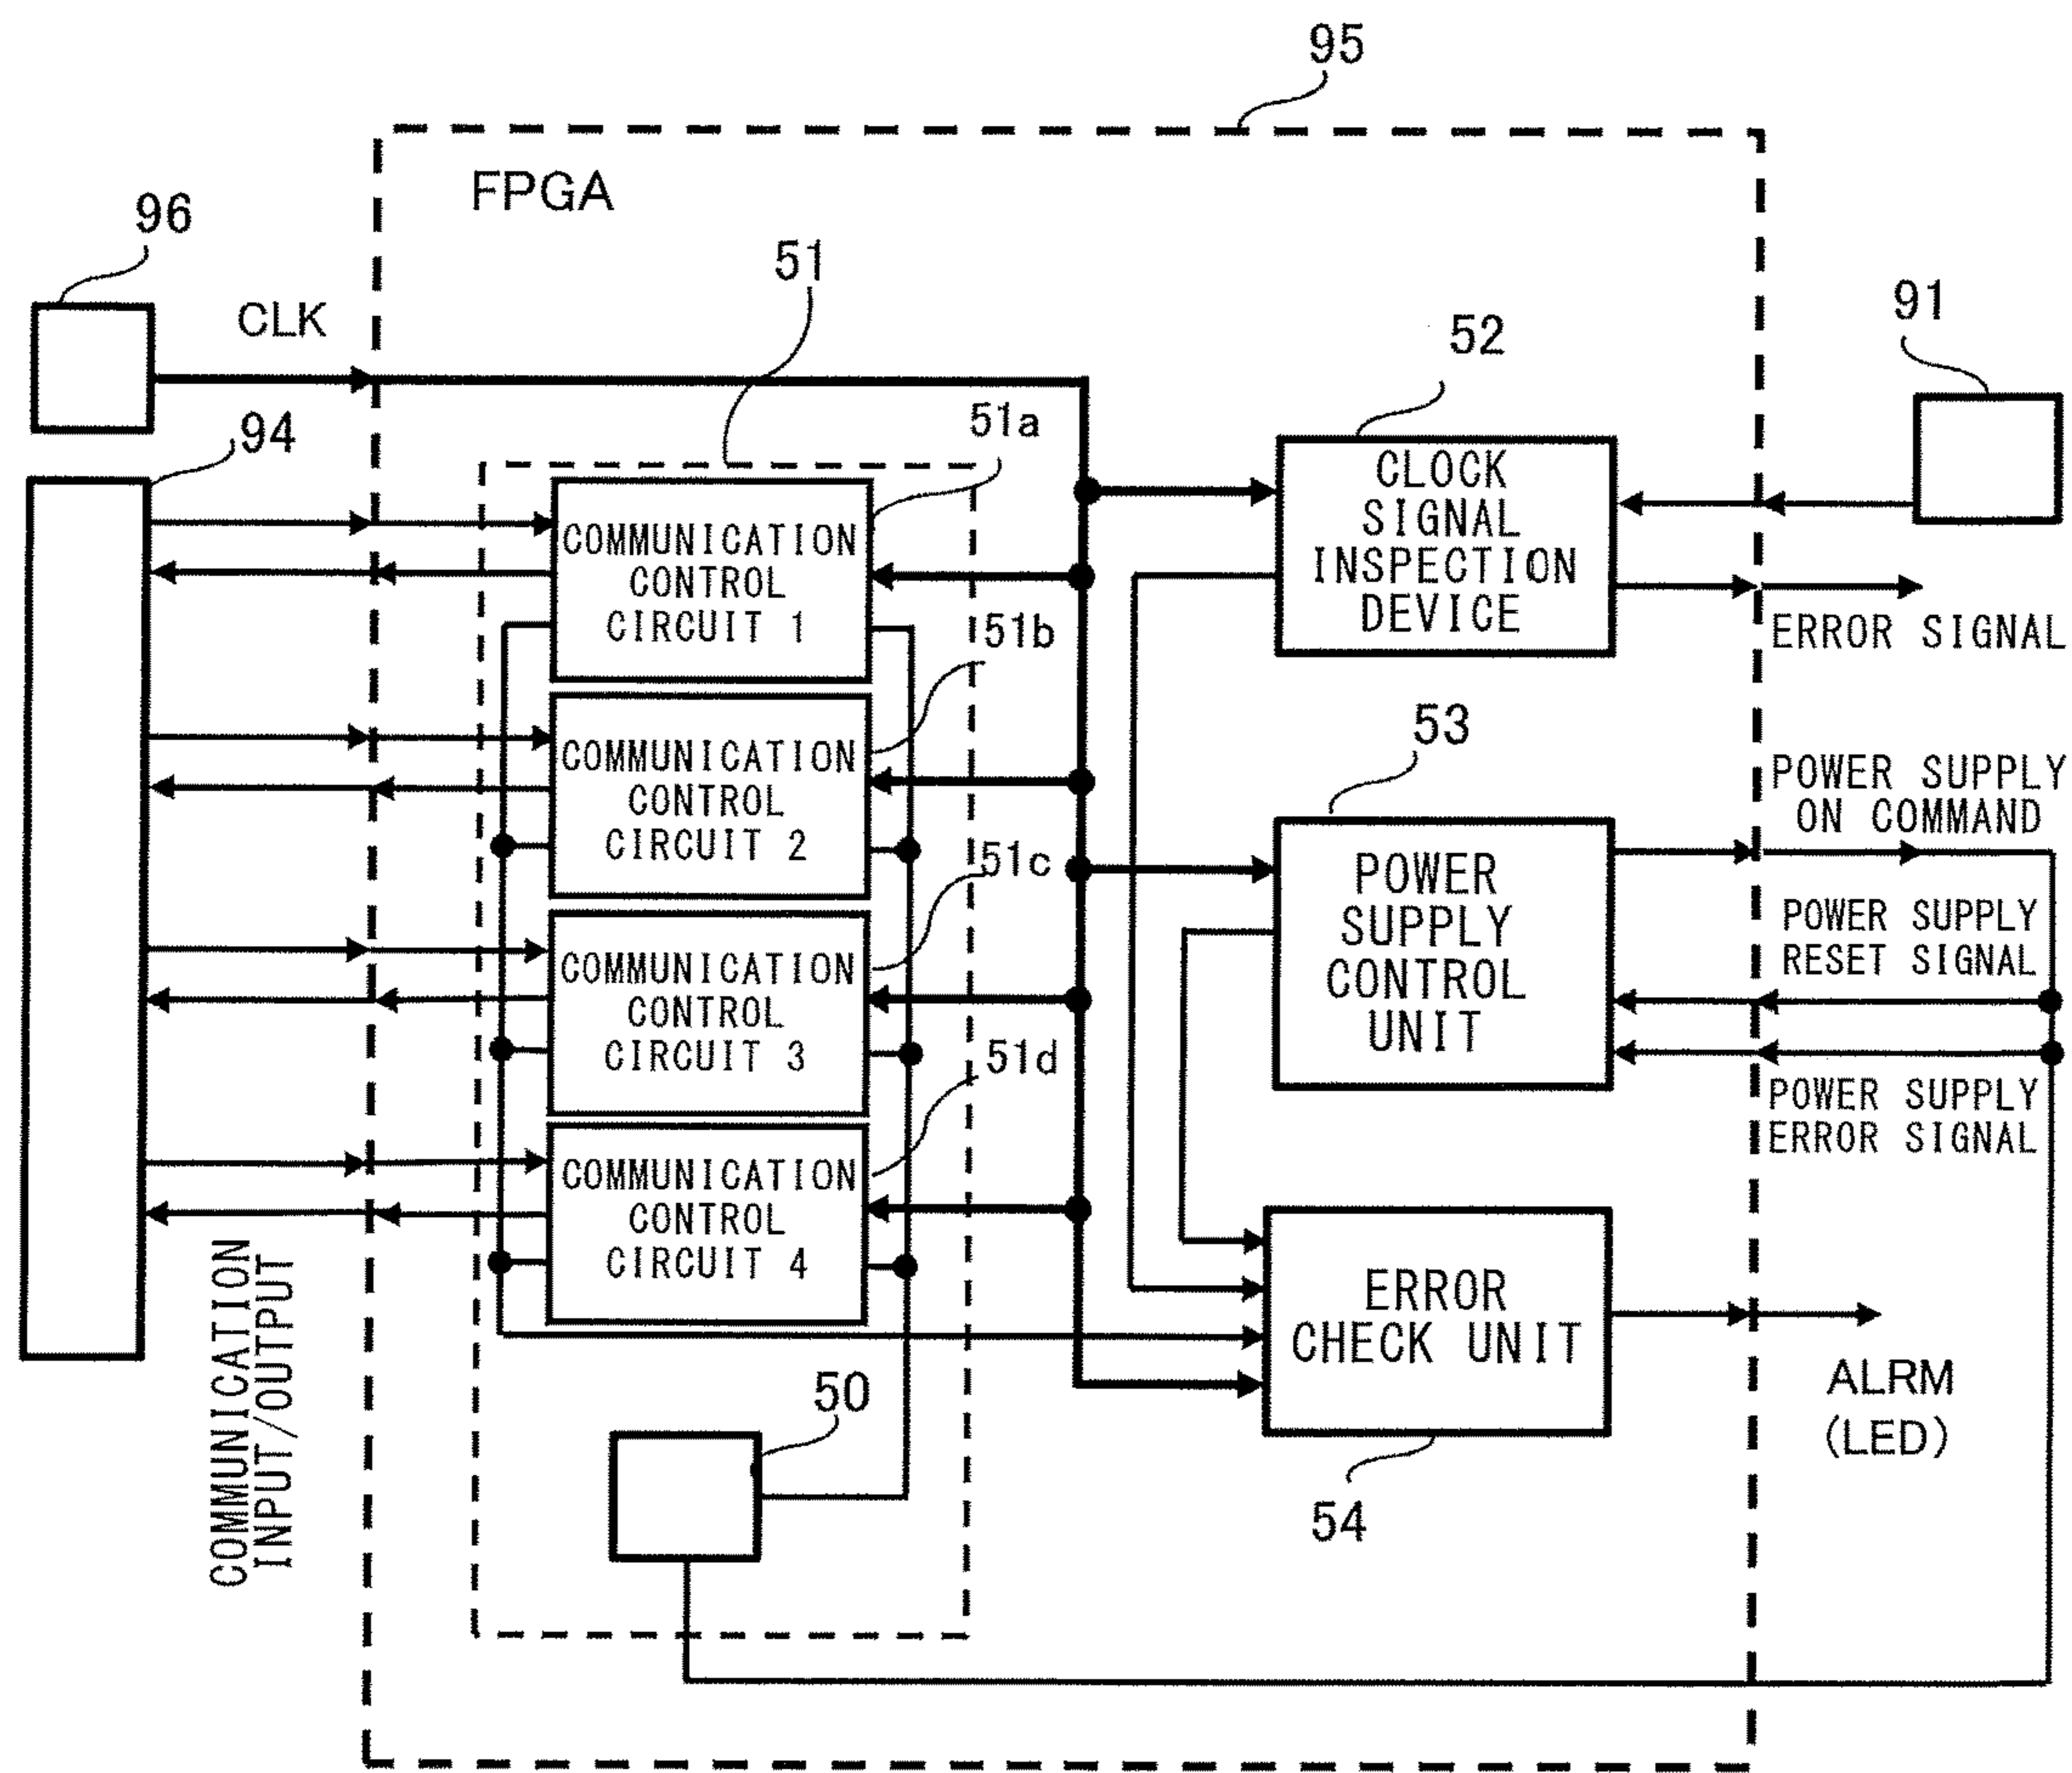 95
FPGA
96
51
CLK
91
52
94
51a
CLOCK
SIGNAL
INSPECTION
DEVICE
COMMUNICATION
CONTROL
CIRCUIT 1
51b
ERROR SIGNAL
53
COMMUNICATION
CONTROL
CIRCUIT 2
POWER SUPPLY
ON COMMAND
51c
POWER
SUPPLY
CONTROL
UNIT
POWER SUPPLY
RESET SIGNAL
COMMUNICATION
CONTROL
CIRCUIT 3
51d
POWER SUPPLY
ERROR SIGNAL
COMMUNICATION
CONTROL
CIRCUIT 4
COMMUNICATION
INPUT/OUTPUT
ERROR
CHECK UNIT
ALRM
(LED)
50
54